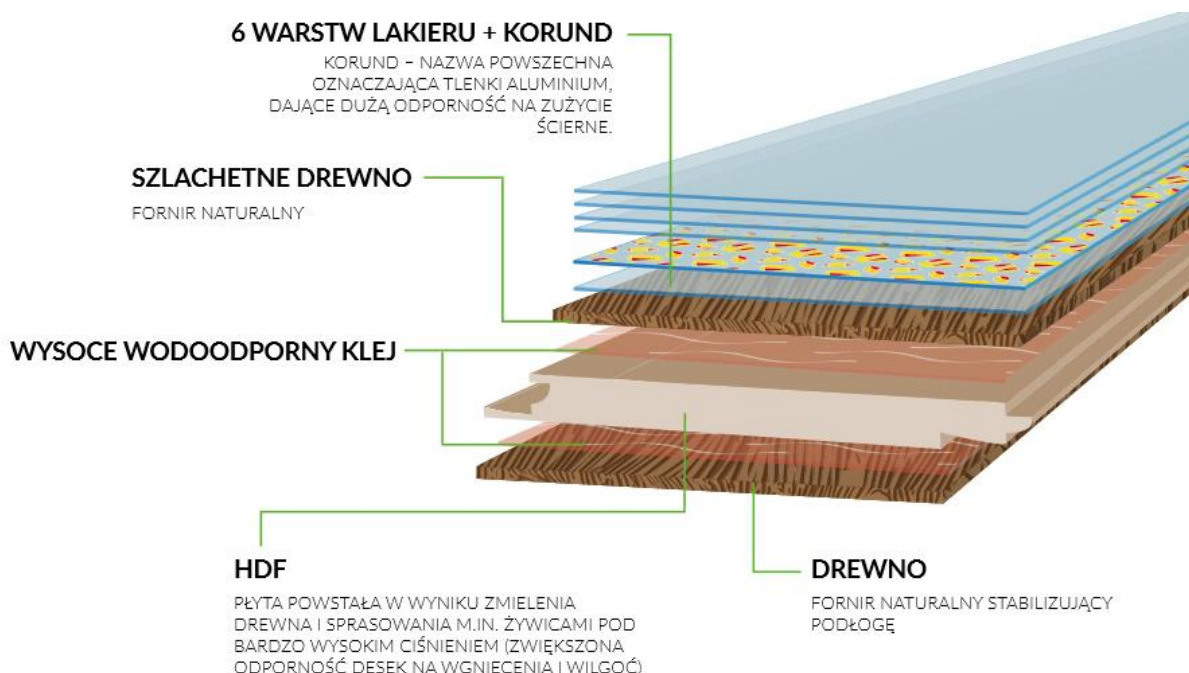 6 WARSTW LAKIERU + KORUND
KORUND – NAZWA POWSZECHNA
OZNACZAJĄCA TLENKI ALUMINIUM,
DAJĄCE DUŻĄ ODPORNOŚĆ NA ZUŻYCIE
ŚCIERNE.
SZLACHETNE DREWNO
FORNIR NATURALNY
WYSOCE WODOODPORNY KLEJ
HDF
PŁYTA POWSTAŁA W WYNIKU ZMIELENIA
DREWNA I SPRASOWANIA M.IN. ŻYWICAMI POD
BARDZO WYSOKIM CIŚNIENIEM (ZWIĘKSZONA
ODPORNOŚĆ DESEK NA WGNIECENIA I WILGOĆ)
DREWNO
FORNIR NATURALNY STABILIZUJĄCY
PODŁOGĘ